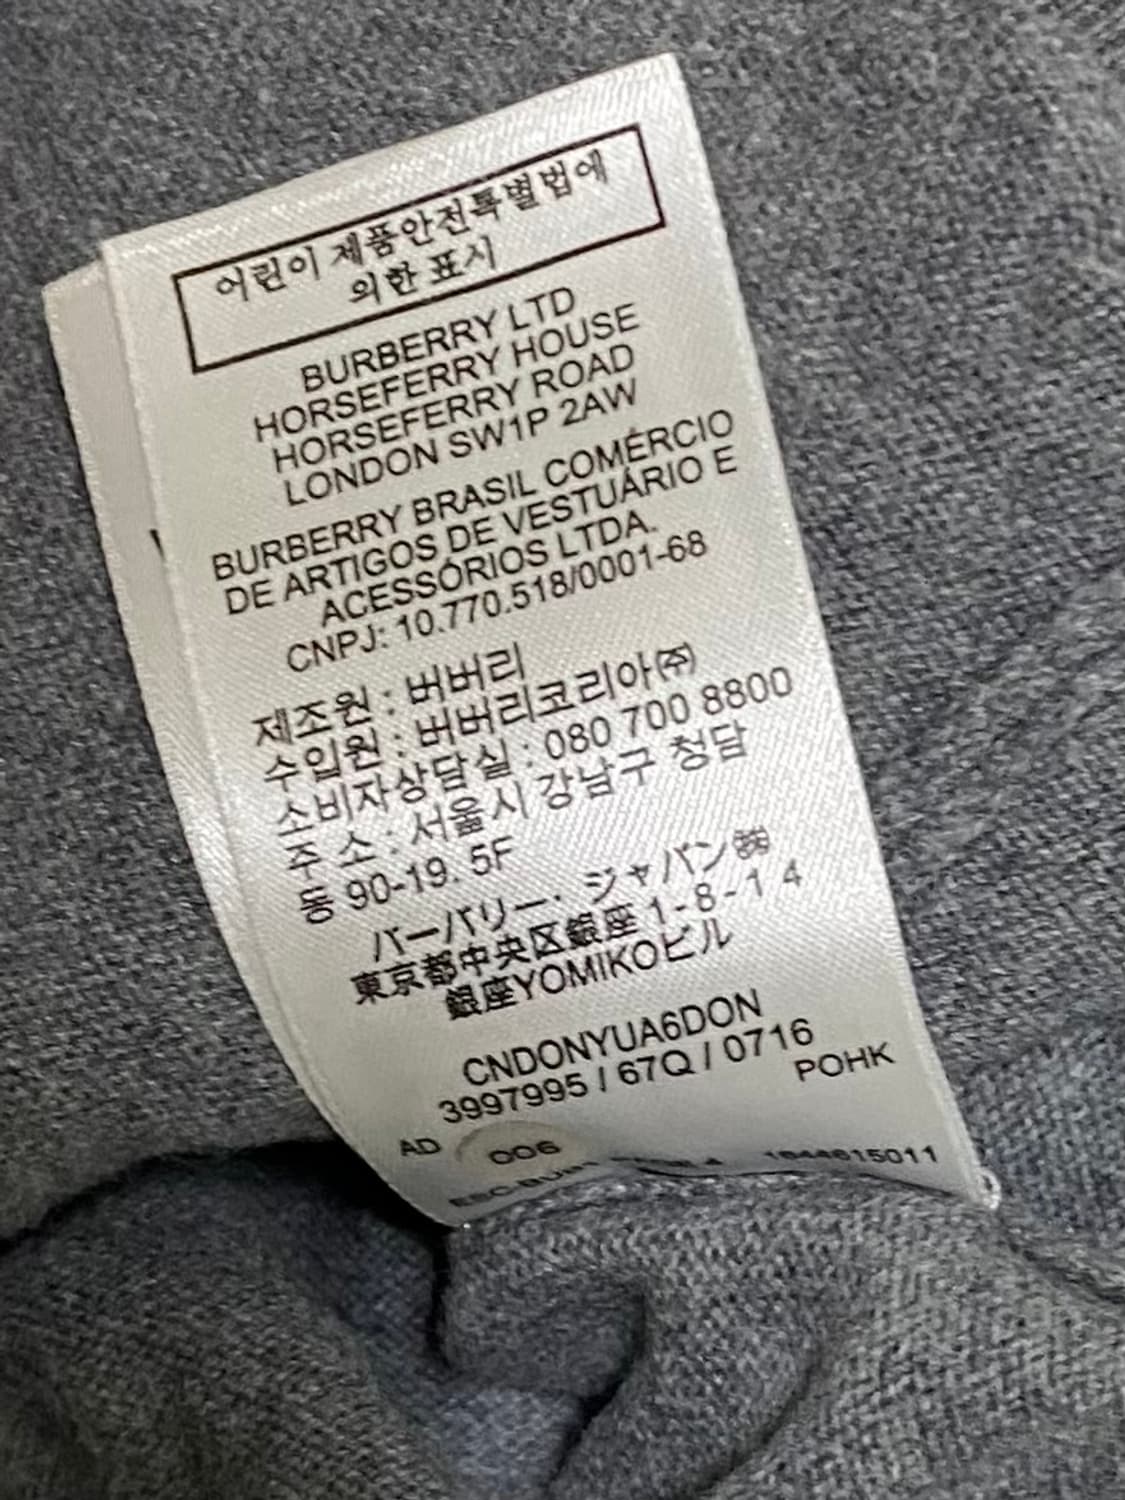 어린이 제품안전특별법에
의한 표시
BURBERRY LTD
HORSEFERRY HOUSE
HORSEFERRY ROAD
LONDON SW1P 2AW
BURBERRY BRASIL COMÉRCIO
DE ARTIGOS DE VESTUÁRIO E
ACESSÓRIOS LTDA.
CNPJ: 10.770.518/0001-68
제조원 : 버버리
수입원 : 버버리코리아㈜
소비자상담실 : 080 700 8800
주 소 : 서울시 강남구 청담
동 90-19. 5F
バーバリー・ジャパン㈱
東京都中央区銀座 1-8-1 4
銀座YOMIKOビル
CNDONYUA6DON
3997995 / 67Q / 0716
POHK
AD 006
1844615011